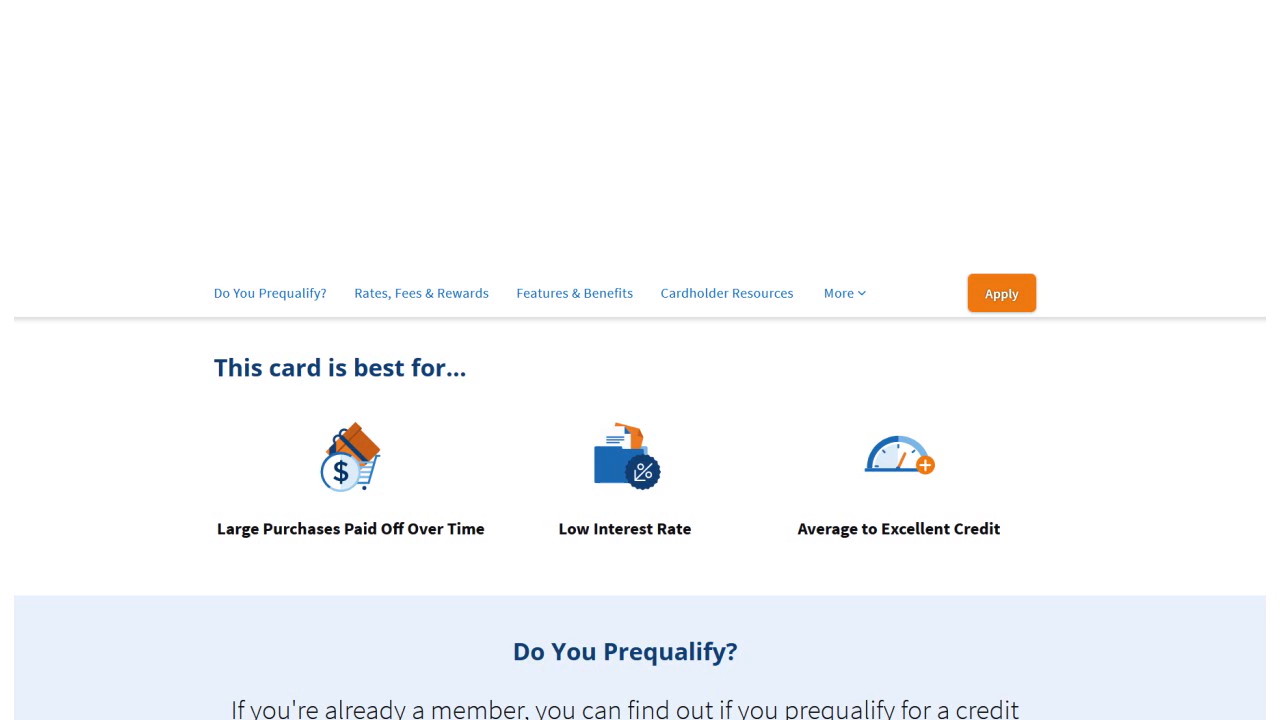 Do You Prequalify? Rates, Fees & Rewards Features & Benefits Cardholder Resources More Apply
This card is best for...
$ %
Large Purchases Paid Off Over Time Low Interest Rate Average to Excellent Credit
Do You Prequalify?
If you're already a member, you can find out if you prequalify for a credit